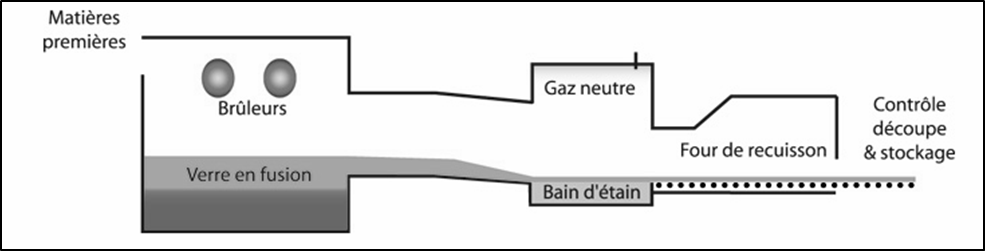 Matières
premières
Brûleurs
Gaz neutre
Contrôle
découpe
& stockage
Four de recuisson
Verre en fusion
Bain d'étain